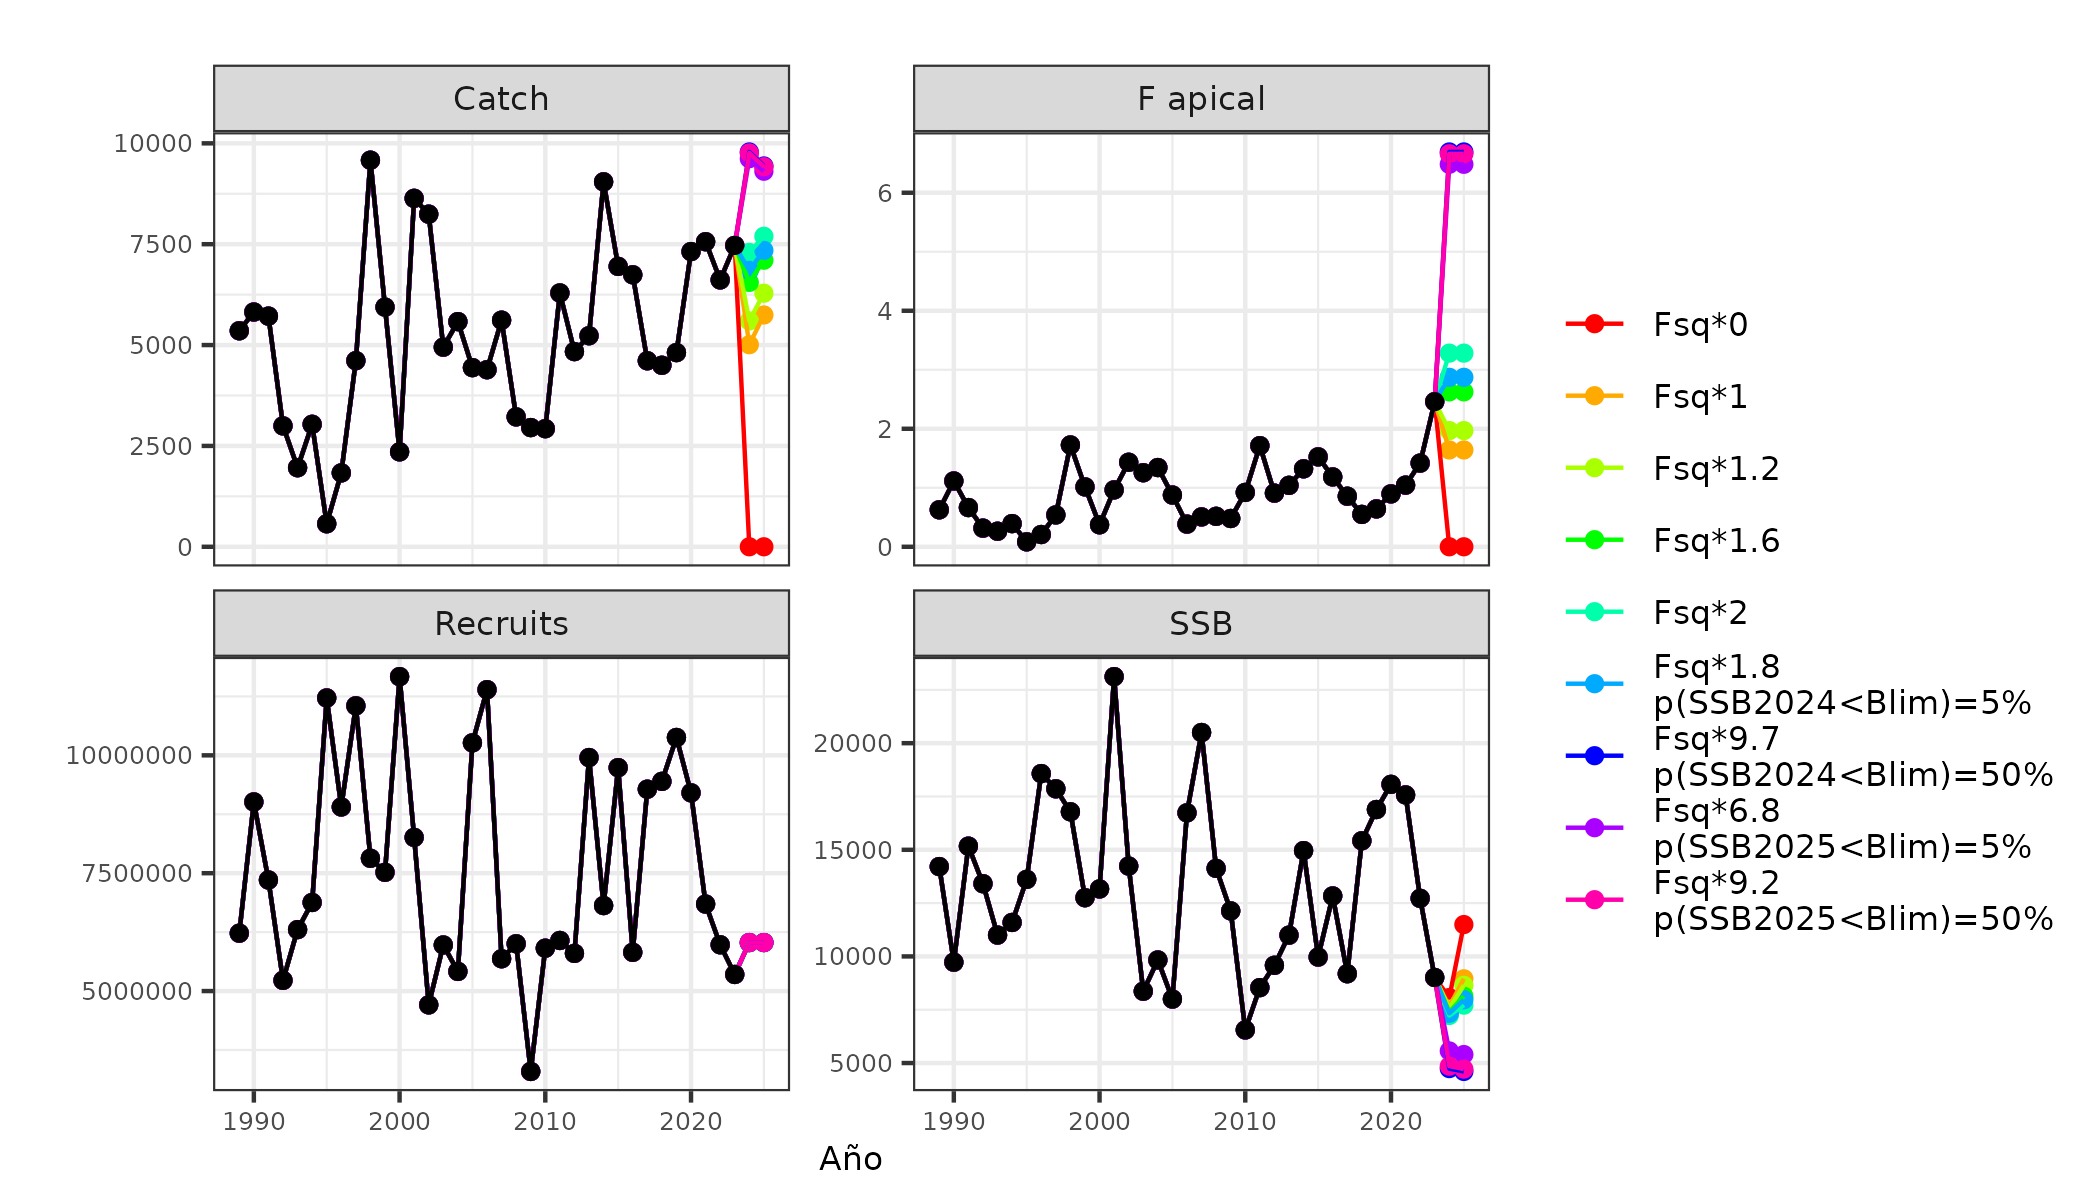 Catch
F apical
10000
7500
5000
2500
0
6
4
2
0
Recruits
SSB
10000000
7500000
5000000
20000
15000
10000
5000
1990
2000
2010
2020
1990
2000
2010
2020
Año
Fsq*0
Fsq*1
Fsq*1.2
Fsq*1.6
Fsq*2
Fsq*1.8
p(SSB2024<Blim)=5%
Fsq*9.7
p(SSB2024<Blim)=50%
Fsq*6.8
p(SSB2025<Blim)=5%
Fsq*9.2
p(SSB2025<Blim)=50%